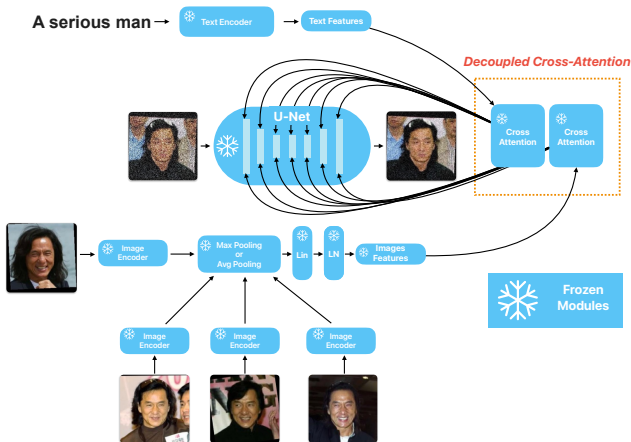 A serious man
Text Encoder
Text Features
Decoupled Cross-Attention
U-Net
Cross
Attention
Cross
Attention
Image
Encoder
Max Pooling
or
Avg Pooling
Lin
LN
Images
Features
Frozen
Modules
Image
Encoder
Image
Encoder
Image
Encoder